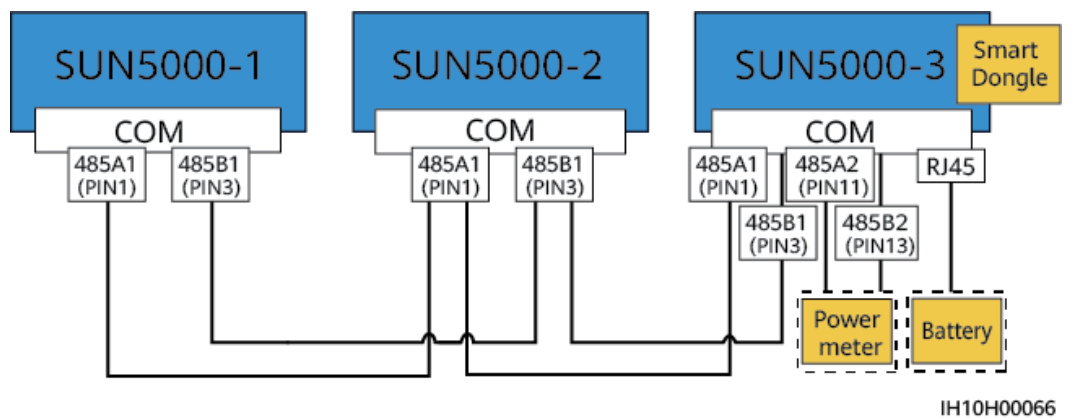 SUN5000-1
SUN5000-2
SUN5000-3
Smart
Dongle
COM
COM
COM
485A1
(PIN1)
485B1
(PIN3)
485A1
(PIN1)
485B1
(PIN3)
485A1
(PIN1)
485A2
(PIN11)
RJ45
485B1
(PIN3)
485B2
(PIN13)
Power
meter
Battery
IH10H00066